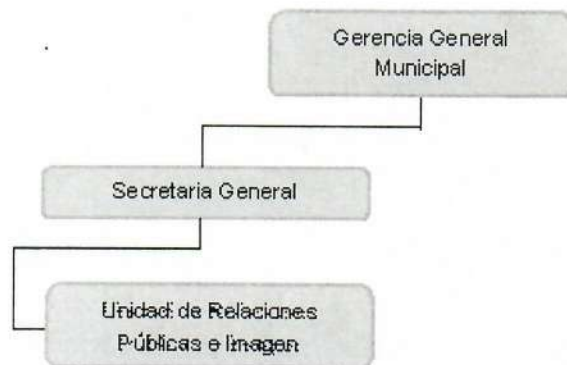 Gerencia General
Municipal
Secretaria General
Unidad de Relaciones
Públicas e Imagen